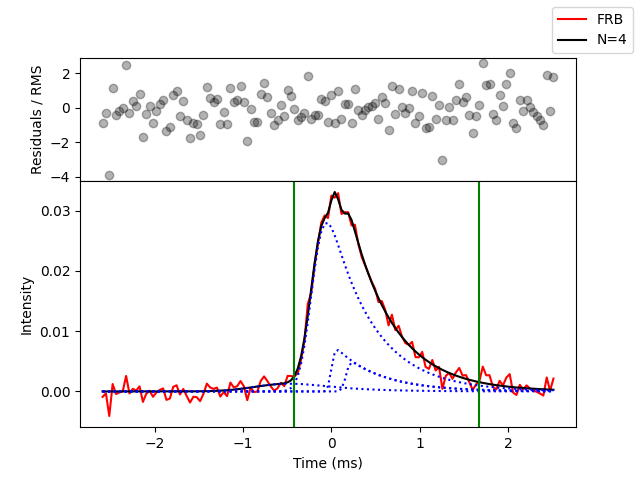 FRB
N=4
2
0
−2
−4
Residuals / RMS
0.03
0.02
0.01
0.00
Intensity
−2
−1
0
1
2
Time (ms)